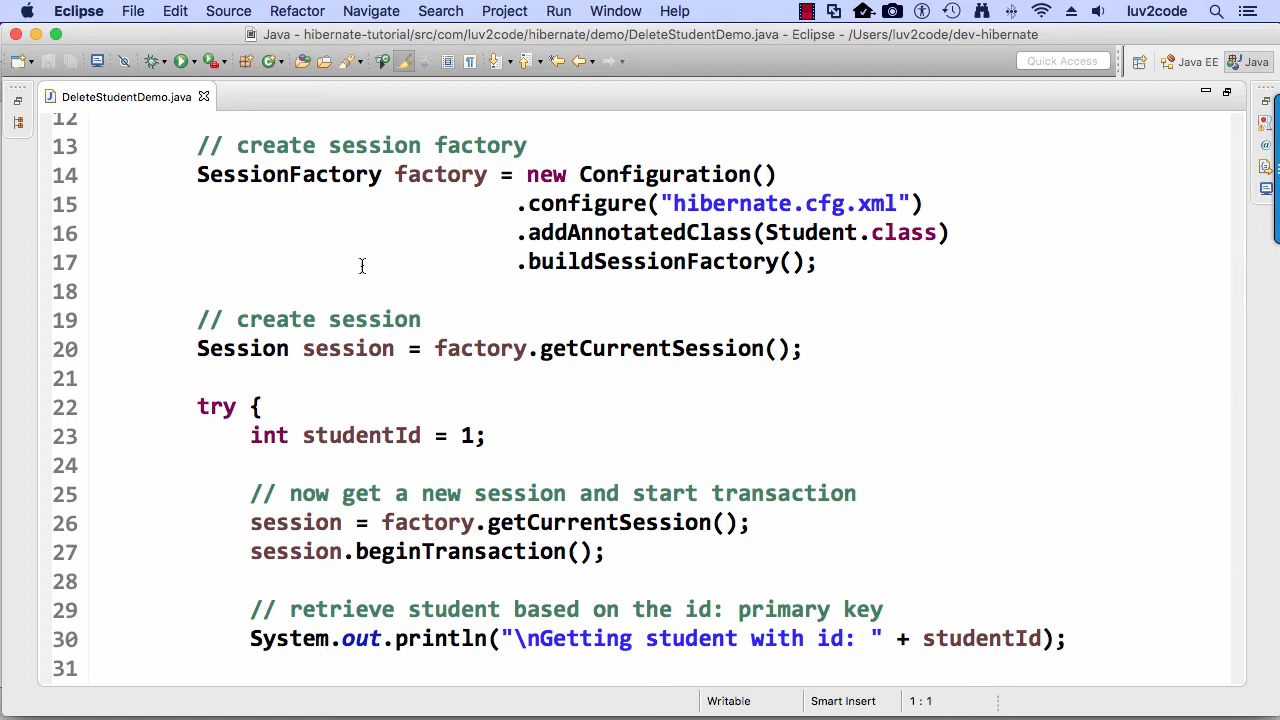 Eclipse File Edit Source Refactor Navigate Search Project Run Window Help luv2code
Java - hibernate-tutorial/src/com/luv2code/hibernate/demo/DeleteStudentDemo.java - Eclipse - /Users/luv2code/dev-hibernate
Quick Access Java EE Java
DeleteStudentDemo.java
12
13 // create session factory
14 SessionFactory factory = new Configuration()
15 .configure("hibernate.cfg.xml")
16 .addAnnotatedClass(Student.class)
17 .buildSessionFactory();
18
19 // create session
20 Session session = factory.getCurrentSession();
21
22 try {
23 int studentId = 1;
24
25 // now get a new session and start transaction
26 session = factory.getCurrentSession();
27 session.beginTransaction();
28
29 // retrieve student based on the id: primary key
30 System.out.println("\nGetting student with id: " + studentId);
31
Writable Smart Insert 1 : 1